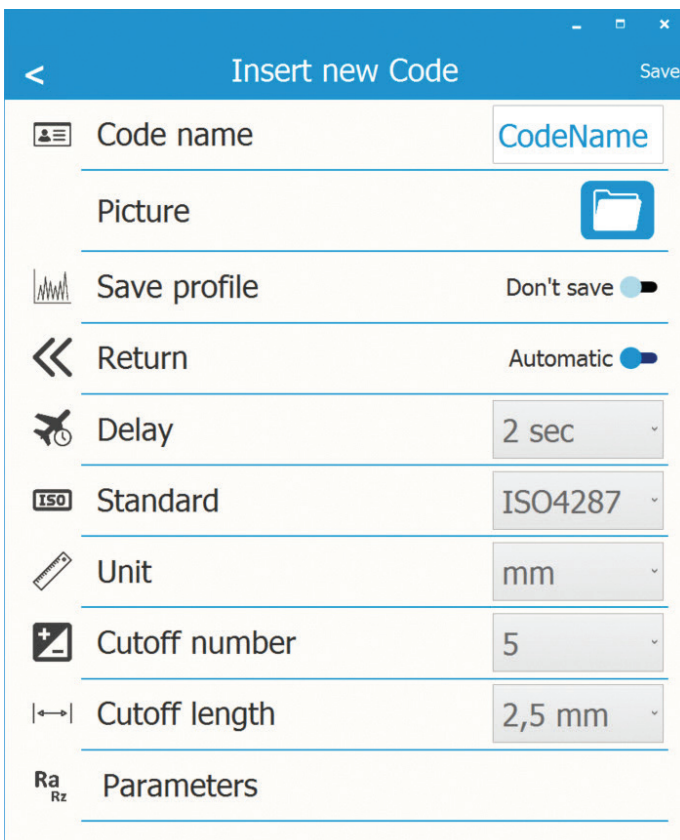 < Insert new Code Save
Code name CodeName
Picture
Save profile Don't save
Return Automatic
Delay 2 sec
ISO Standard ISO4287
Unit mm
Cutoff number 5
Cutoff length 2,5 mm
Ra Rz Parameters